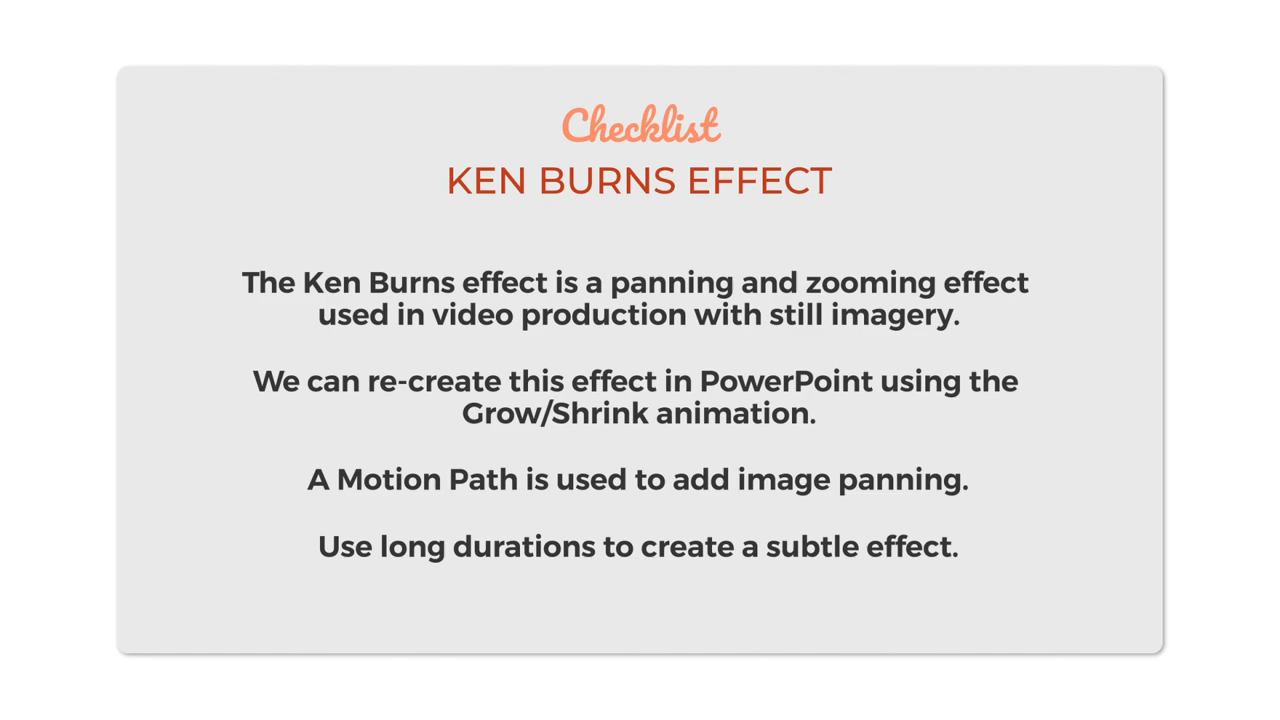 Checklist
KEN BURNS EFFECT
The Ken Burns effect is a panning and zooming effect
used in video production with still imagery.
We can re-create this effect in PowerPoint using the
Grow/Shrink animation.
A Motion Path is used to add image panning.
Use long durations to create a subtle effect.